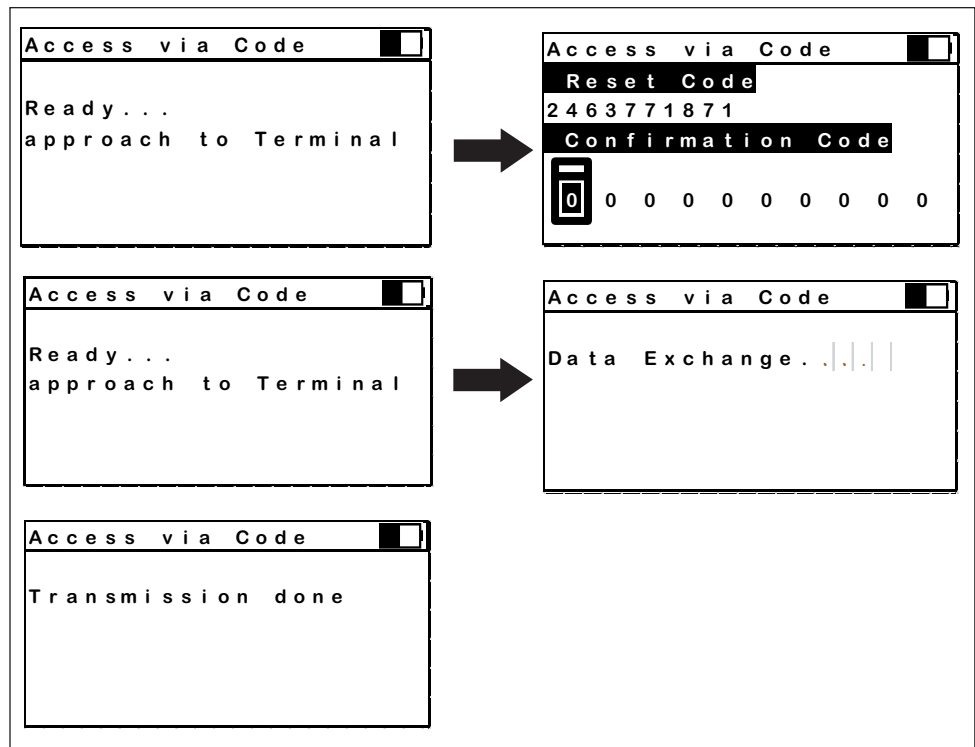 Access via Code
Ready...
approach to Terminal
Access via Code
Reset Code
2463771871
Confirmation Code
0 0 0 0 0 0 0 0 0 0
Access via Code
Ready...
approach to Terminal
Access via Code
Data Exchange....
Access via Code
Transmission done